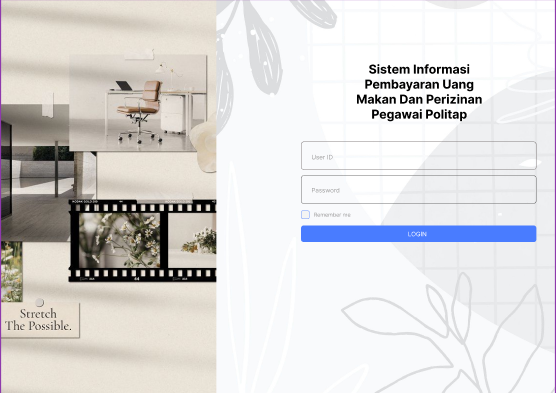 Stretch
The Possible.
Sistem Informasi
Pembayaran Uang
Makan Dan Perizinan
Pegawai Politap
User ID
Password
Remember me
LOGIN